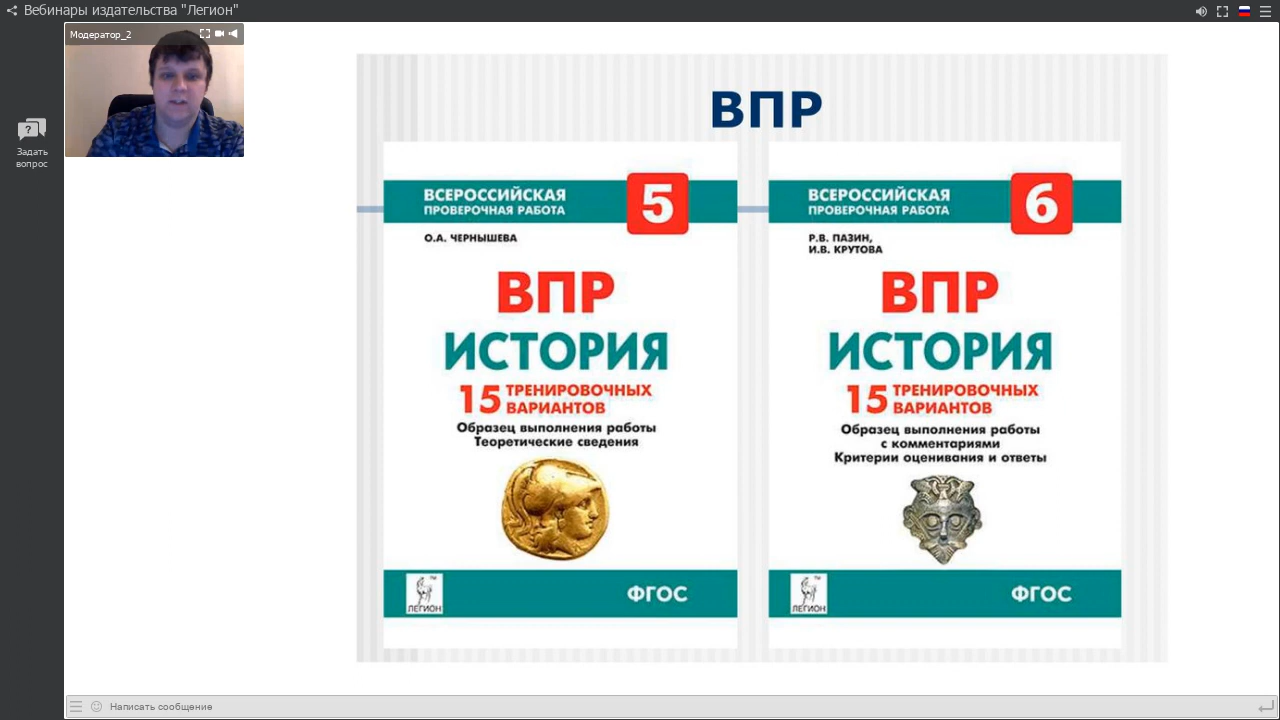 Вебинары издательства "Легион"
Модератор_2
Задать
вопрос
ВПР
ВСЕРОССИЙСКАЯ
ПРОВЕРОЧНАЯ РАБОТА
5
О.А. ЧЕРНЫШЕВА
ВПР
ИСТОРИЯ
15 ТРЕНИРОВОЧНЫХ
ВАРИАНТОВ
Образец выполнения работы
Теоретические сведения
ЛЕГИОН
ФГОС
ВСЕРОССИЙСКАЯ
ПРОВЕРОЧНАЯ РАБОТА
6
Р.В. ПАЗИН,
И.В. КРУТОВА
ВПР
ИСТОРИЯ
15 ТРЕНИРОВОЧНЫХ
ВАРИАНТОВ
Образец выполнения работы
с комментариями
Критерии оценивания и ответы
ЛЕГИОН
ФГОС
Написать сообщение